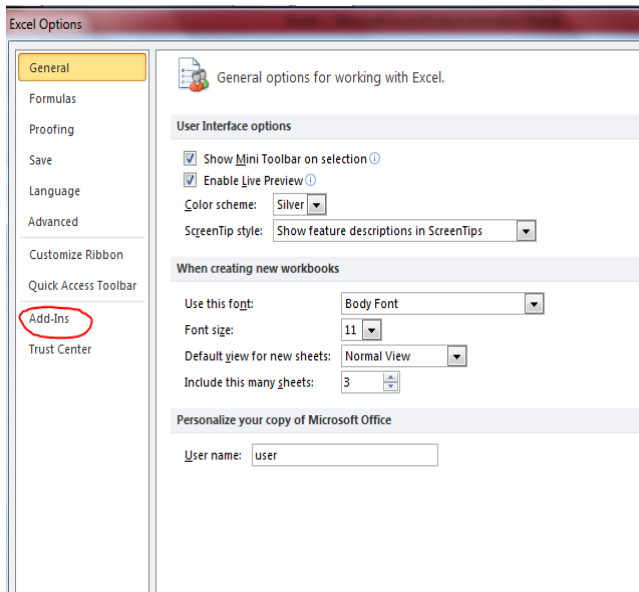 Excel Options
General
Formulas
Proofing
Save
Language
Advanced
Customize Ribbon
Quick Access Toolbar
Add-Ins
Trust Center
General options for working with Excel.
User Interface options
Show Mini Toolbar on selection
Enable Live Preview
Color scheme: Silver
ScreenTip style: Show feature descriptions in ScreenTips
When creating new workbooks
Use this font: Body Font
Font size: 11
Default view for new sheets: Normal View
Include this many sheets: 3
Personalize your copy of Microsoft Office
User name: user